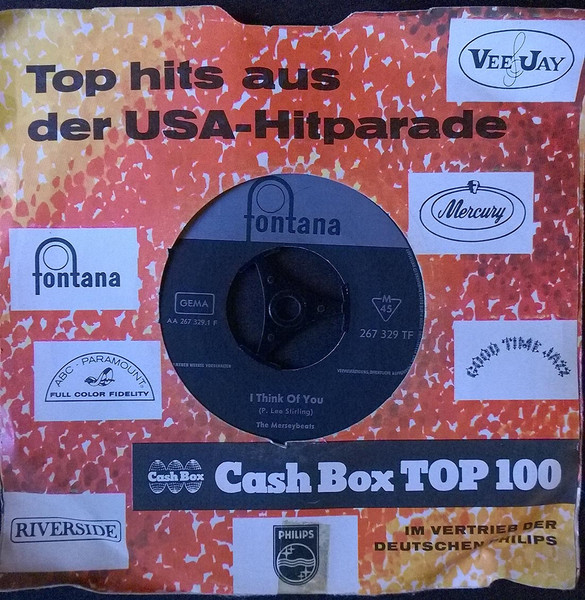 VEE JAY
Top hits aus
der USA-Hitparade
fontana
Mercury
fontana
GEMA
M
45
AA 267 329.1 F
267 329 TF
GOOD TIME JAZZ
ABC - PARAMOUNT
FULL COLOR FIDELITY
I Think Of You
(P. Lee Stirling)
The Merseybeats
Cash Box
Cash Box TOP 100
RIVERSIDE
PHILIPS
IM VERTRIEB DER
DEUTSCHEN PHILIPS